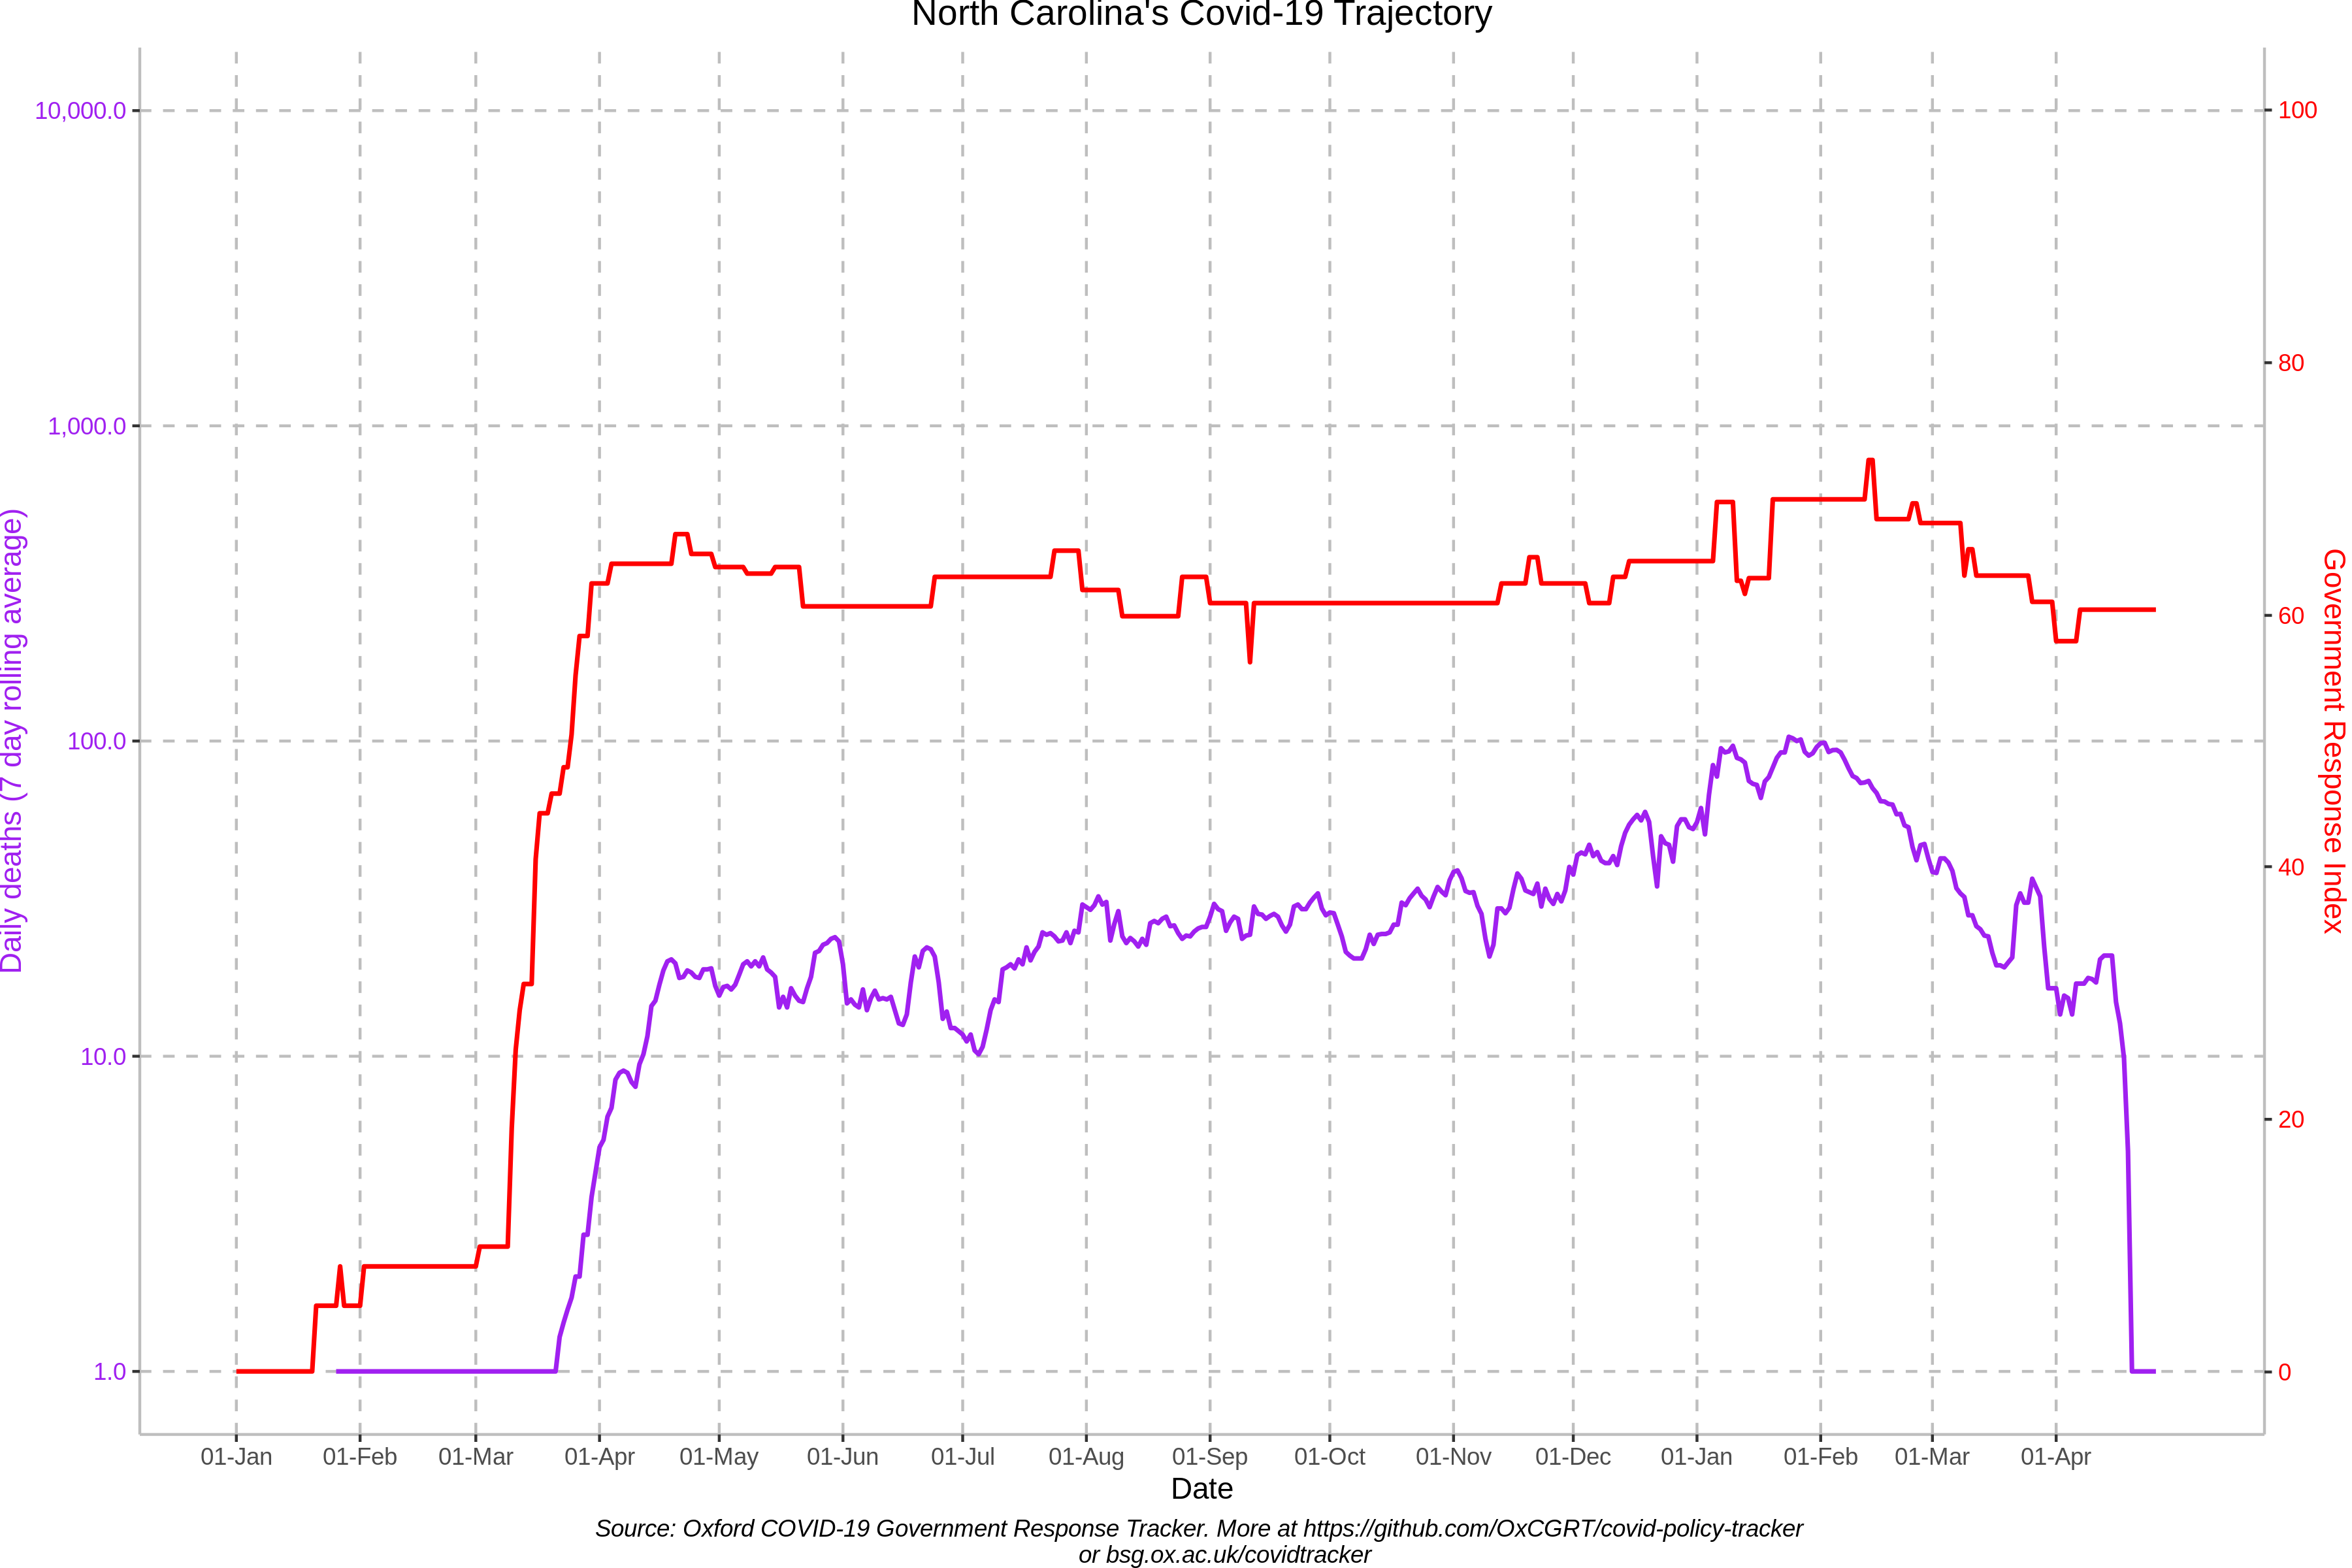 North Carolina's Covid-19 Trajectory
10,000.0
1,000.0
100.0
10.0
1.0
Daily deaths (7 day rolling average)
100
80
60
40
20
0
Government Response Index
01-Jan 01-Feb 01-Mar 01-Apr 01-May 01-Jun 01-Jul 01-Aug 01-Sep 01-Oct 01-Nov 01-Dec 01-Jan 01-Feb 01-Mar 01-Apr
Date
Source: Oxford COVID-19 Government Response Tracker. More at https://github.com/OxCGRT/covid-policy-tracker
or bsg.ox.ac.uk/covidtracker